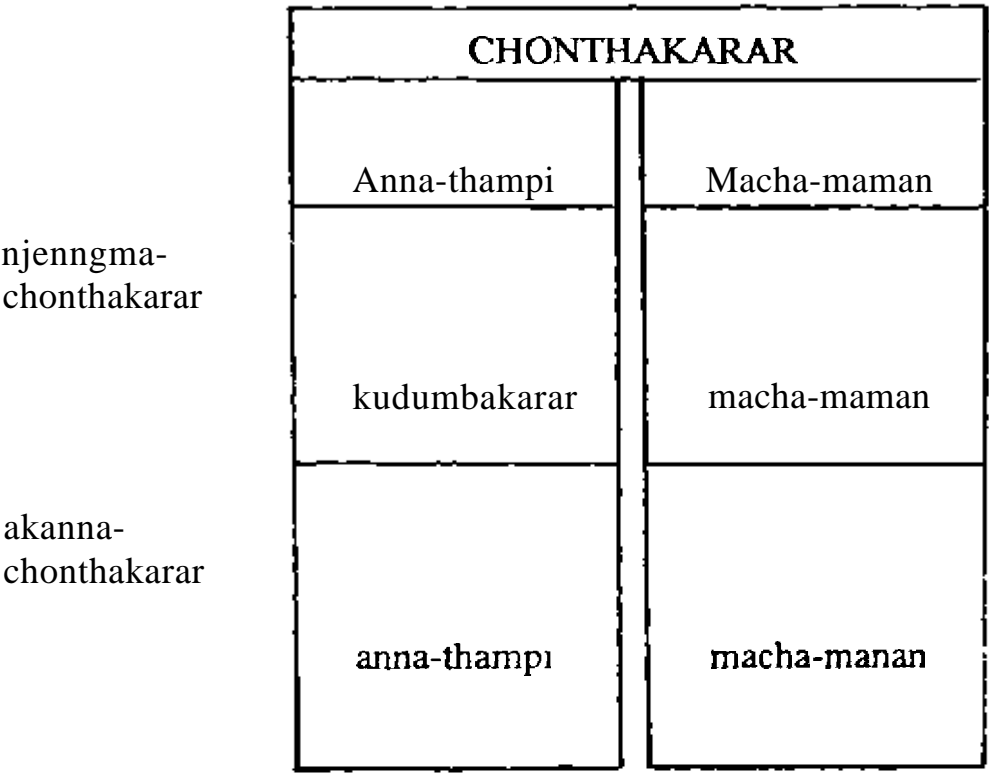 CHONTHAKARAR
Anna-thampi Macha-maman
njenngma-
chonthakarar
kudumbakarar macha-maman
akanna-
chonthakarar
anna-thampi macha-manan